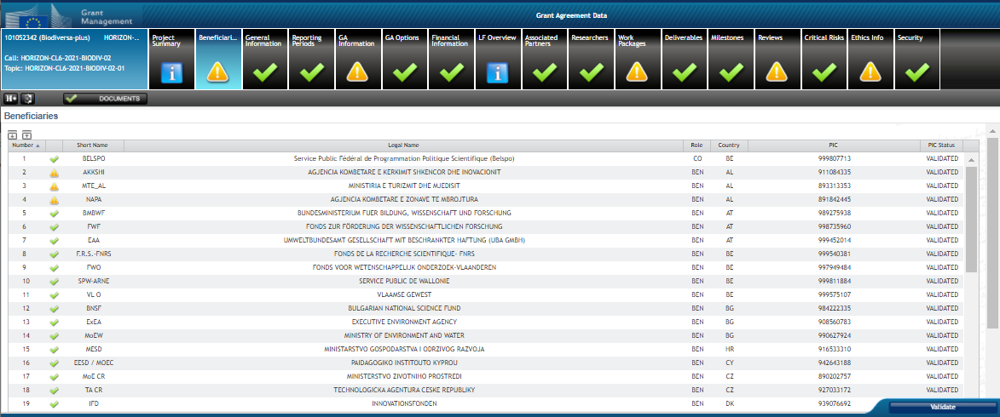 Grant
Management
Grant Agreement Data
101052342 (Biodiversa-plus) HORIZON-...
Call: HORIZON-CL6-2021-BIODIV-02
Topic: HORIZON-CL6-2021-BIODIV-02-01
Project Summary
Beneficiari...
General Information
Reporting Periods
GA Information
GA Options
Financial Information
LF Overview
Associated Partners
Researchers
Work Packages
Deliverables
Milestones
Reviews
Critical Risks
Ethics Info
Security
H
DOCUMENTS
Beneficiaries
Number Short Name Legal Name Role Country PIC PIC Status
1 BELSPO Service Public Fédéral de Programmation Politique Scientifique (Belspo) CO BE 999807713 VALIDATED
2 AKKSHI AGJENCIA KOMBETARE E KERKIMIT SHKENCOR DHE INOVACIONIT BEN AL 911084335 VALIDATED
3 MTE_AL MINISTRIA E TURIZMIT DHE MJEDISIT BEN AL 893313353 VALIDATED
4 NAPA AGJENCIA KOMBETARE E ZONAVE TE MBROJTURA BEN AL 891842445 VALIDATED
5 BMBWF BUNDESMINISTERIUM FUER BILDUNG, WISSENSCHAFT UND FORSCHUNG BEN AT 989275938 VALIDATED
6 FWF FONDS ZUR FÖRDERUNG DER WISSENSCHAFTLICHEN FORSCHUNG BEN AT 998735960 VALIDATED
7 EAA UMWELTBUNDESAMT GESELLSCHAFT MIT BESCHRANKTER HAFTUNG (UBA GMBH) BEN AT 999452014 VALIDATED
8 F.R.S.-FNRS FONDS DE LA RECHERCHE SCIENTIFIQUE- FNRS BEN BE 999540381 VALIDATED
9 FWO FONDS VOOR WETENSCHAPPELIJK ONDERZOEK-VLAANDEREN BEN BE 997949484 VALIDATED
10 SPW-ARNE SERVICE PUBLIC DE WALLONIE BEN BE 999811884 VALIDATED
11 VL O VLAAMSE GEWEST BEN BE 999575107 VALIDATED
12 BNSF BULGARIAN NATIONAL SCIENCE FUND BEN BG 984222335 VALIDATED
13 ExEA EXECUTIVE ENVIRONMENT AGENCY BEN BG 908560783 VALIDATED
14 MoEW MINISTRY OF ENVIRONMENT AND WATER BEN BG 990627924 VALIDATED
15 MESD MINISTARSTVO GOSPODARSTVA I ODRZIVOG RAZVOJA BEN HR 916533310 VALIDATED
16 EESD / MOEC PAIDAGOGIKO INSTITOUTO KYPROU BEN CY 942643188 VALIDATED
17 MoE CR MINISTERSTVO ZIVOTNIHO PROSTREDI BEN CZ 890202757 VALIDATED
18 TA CR TECHNOLOGICKA AGENTURA CESKE REPUBLIKY BEN CZ 927033172 VALIDATED
19 IFD INNOVATIONSFONDEN BEN DK 939076692
Validate